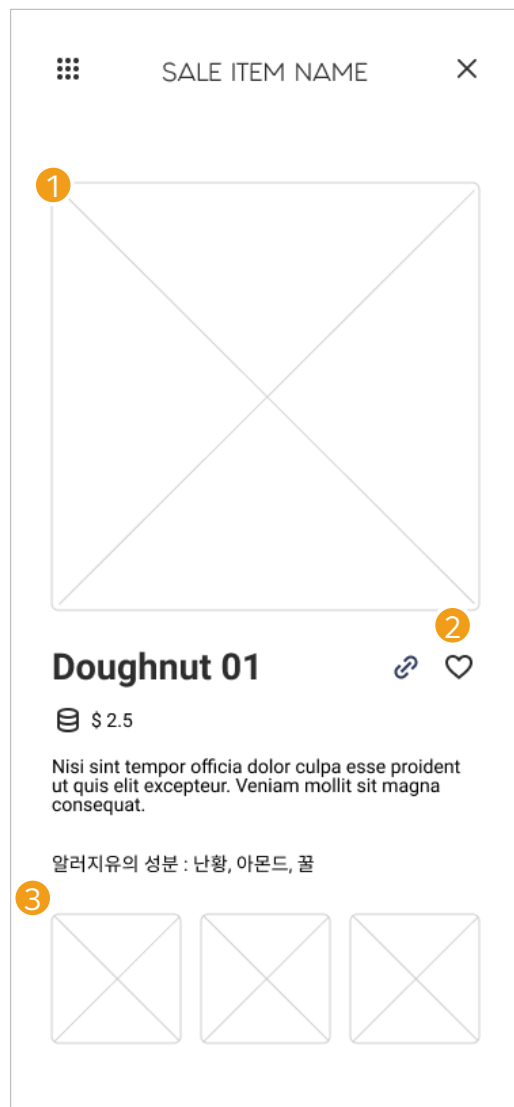 SALE ITEM NAME
1
2
Doughnut 01
$ 2.5
Nisi sint tempor officia dolor culpa esse proident
ut quis elit excepteur. Veniam mollit sit magna
consequat.
알러지유의 성분 : 난황, 아몬드, 꿀
3